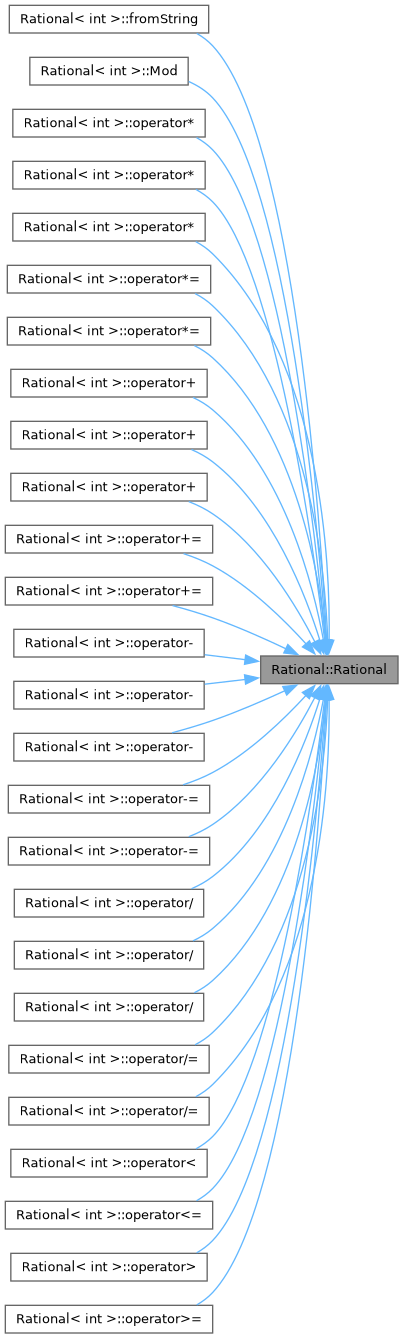 Rational< int >::fromString
Rational< int >::Mod
Rational< int >::operator*
Rational< int >::operator*
Rational< int >::operator*
Rational< int >::operator*=
Rational< int >::operator*=
Rational< int >::operator+
Rational< int >::operator+
Rational< int >::operator+
Rational< int >::operator+=
Rational< int >::operator+=
Rational< int >::operator-
Rational::Rational
Rational< int >::operator-
Rational< int >::operator-
Rational< int >::operator-=
Rational< int >::operator-=
Rational< int >::operator/
Rational< int >::operator/
Rational< int >::operator/
Rational< int >::operator/=
Rational< int >::operator/=
Rational< int >::operator<
Rational< int >::operator<=
Rational< int >::operator>
Rational< int >::operator>=